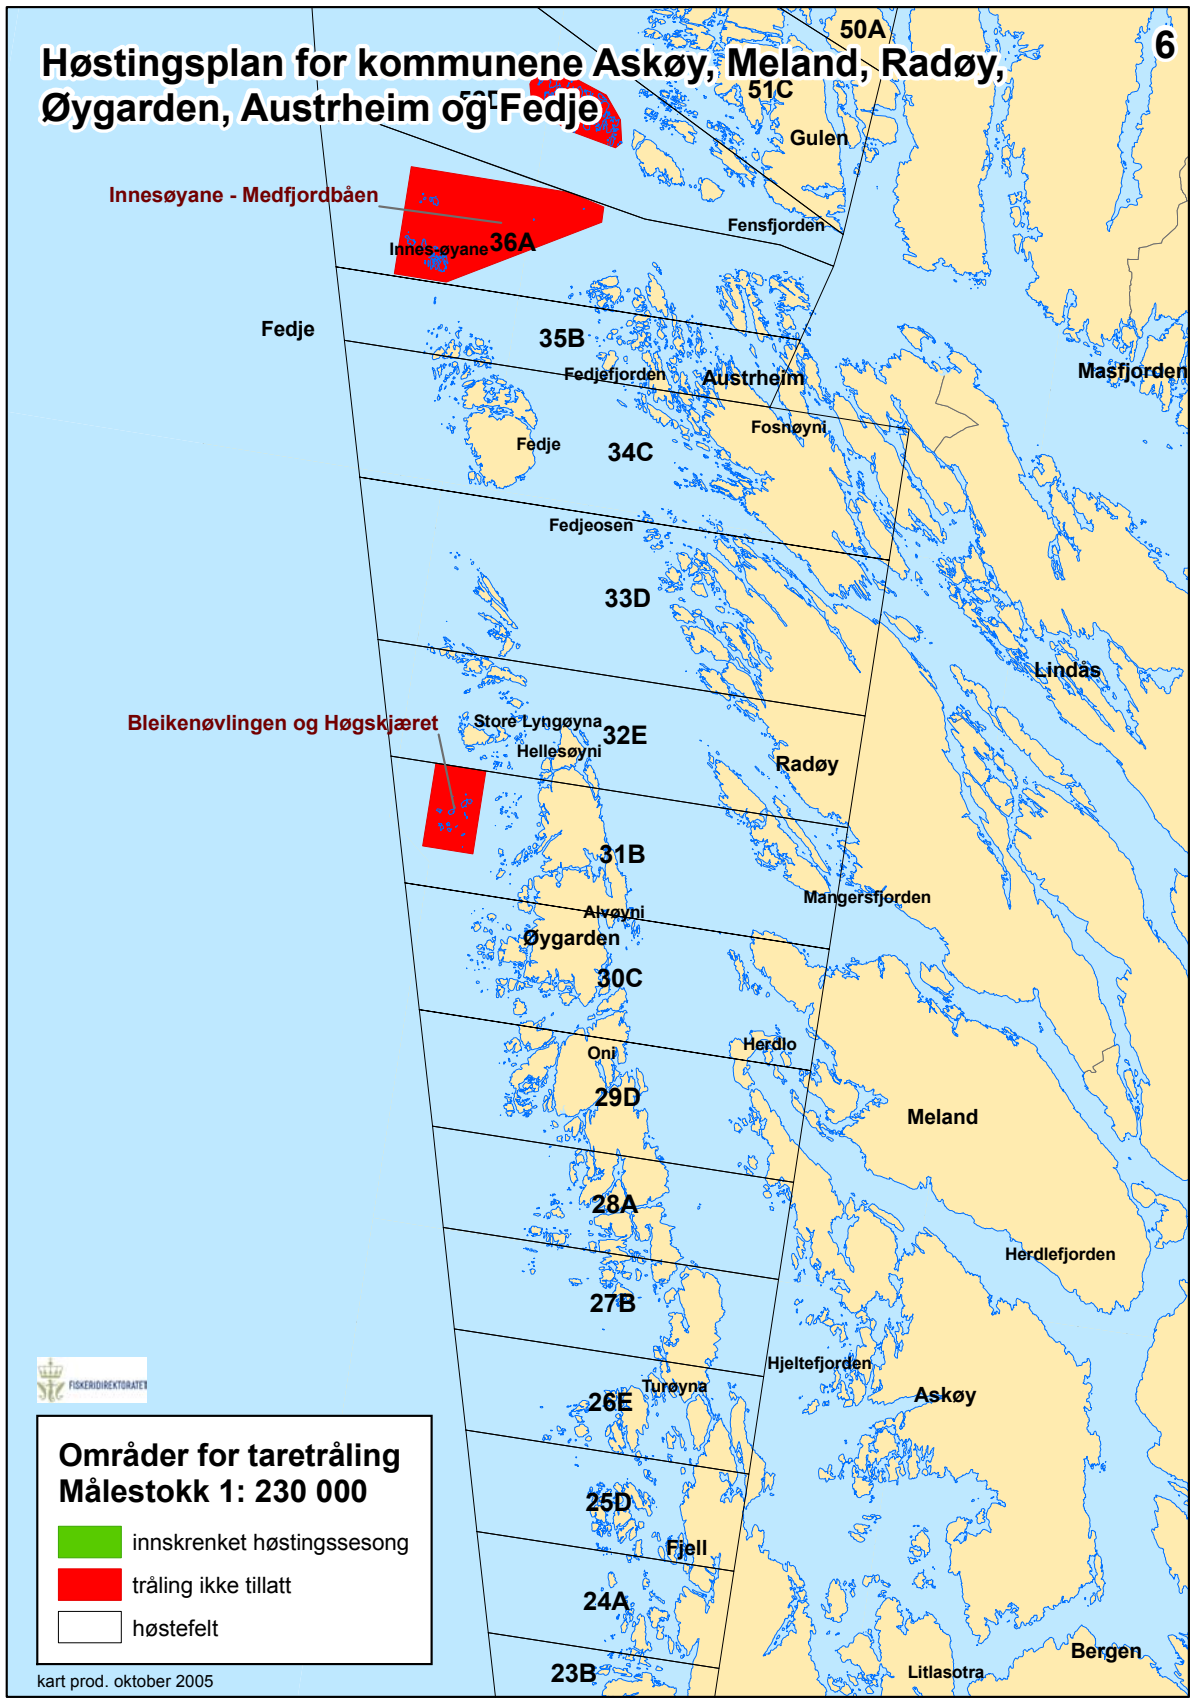 Høstingsplan for kommunene Askøy, Meland, Radøy,
Øygarden, Austrheim og Fedje
6
50A
51C
Gulen
Innesøyane - Medfjordbåen
Fensfjorden
Innes-øyane
36A
Fedje
35B
Fedjefjorden
Austrheim
Masfjorden
Fosnøyni
Fedje
34C
Fedjeosen
33D
Lindås
Bleikenøvlingen og Høgskjæret
Store Lyngøyna
32E
Hellesøyni
Radøy
31B
Mangersfjorden
Alvøyni
Øygarden
30C
Oni
Herdlo
29D
Meland
28A
Herdlefjorden
27B
Hjeltefjorden
Turøyna
26E
Askøy
25D
Fjell
24A
23B
Bergen
Litlasotra
FISKERIDIREKTORATET
Områder for taretråling
Målestokk 1: 230 000
innskrenket høstingssesong
tråling ikke tillatt
høstefelt
kart prod. oktober 2005